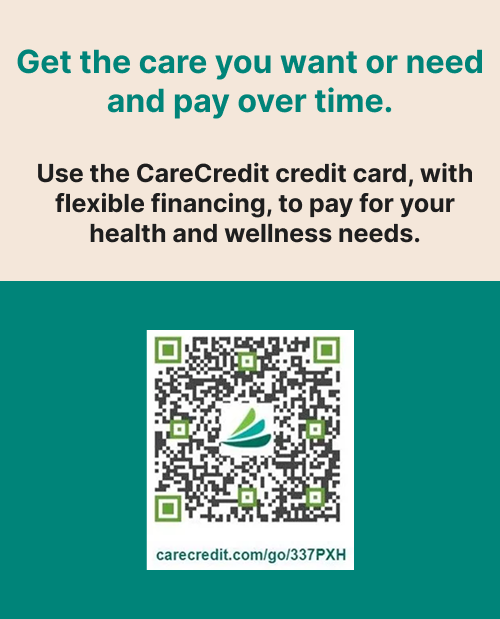 Get the care you want or need
and pay over time.
Use the CareCredit credit card, with
flexible financing, to pay for your
health and wellness needs.
carecredit.com/go/337PXH